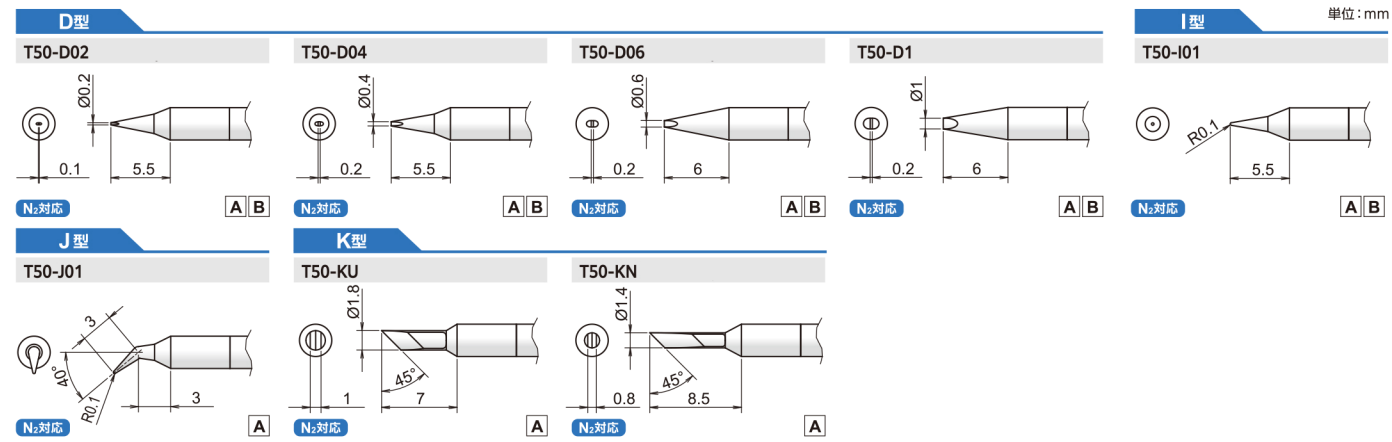 D型
T50-D02
Ø0.2
0.1
5.5
N₂対応
A B
T50-D04
Ø0.4
0.2
5.5
N₂対応
A B
T50-D06
Ø0.6
0.2
6
N₂対応
A B
T50-D1
Ø1
0.2
6
N₂対応
A B
I型
単位：mm
T50-I01
R0.1
5.5
N₂対応
A B
J型
T50-J01
3
40°
R0.1
3
N₂対応
A
K型
T50-KU
Ø1.8
45°
1
7
N₂対応
A
T50-KN
Ø1.4
45°
0.8
8.5
N₂対応
A